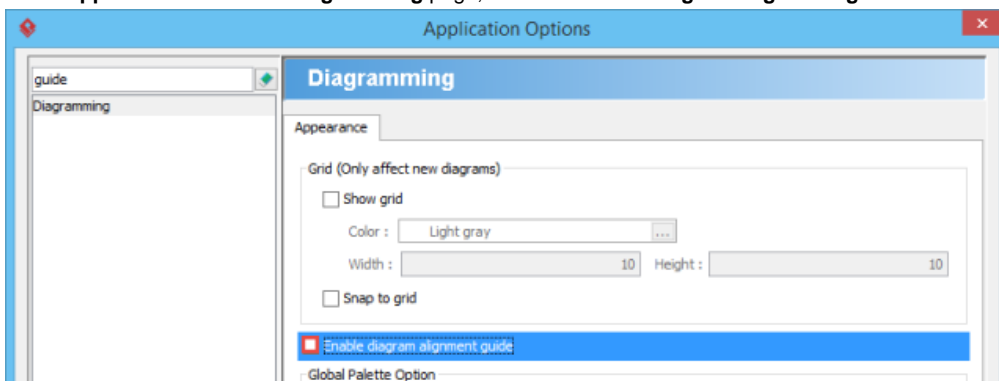 Application Options
guide
Diagramming
Diagramming
Appearance
Grid (Only affect new diagrams)
Show grid
Color : Light gray ...
Width : 10 Height : 10
Snap to grid
Enable diagram alignment guide
Global Palette Option